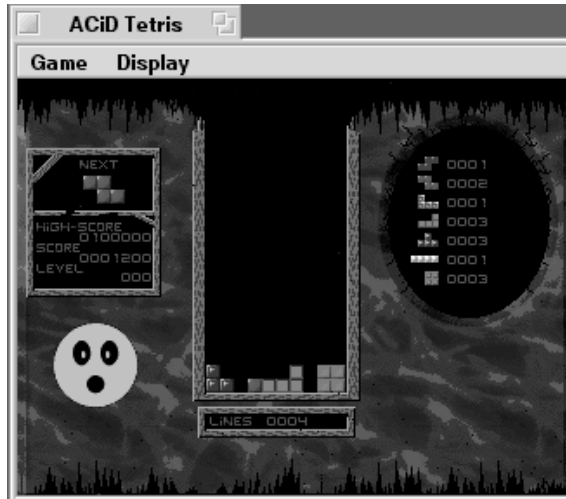 ACiD Tetris
Game Display
NEXT
HiGH-SCORE
0100000
SCORE
0001200
LEVEL
000
0001
0002
0001
0003
0003
0001
0003
LiNES 0004